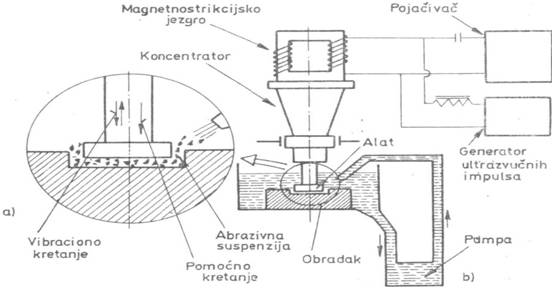 Magnetnostrikcijsko
jezgro
Koncentrator
Pojačivač
Alat
Generator
ultrazvučnih
impulsa
a)
Vibraciono
kretanje
Abrazivna
suspenzija
Pomoćno
kretanje
Obradak
b)
Pumpa